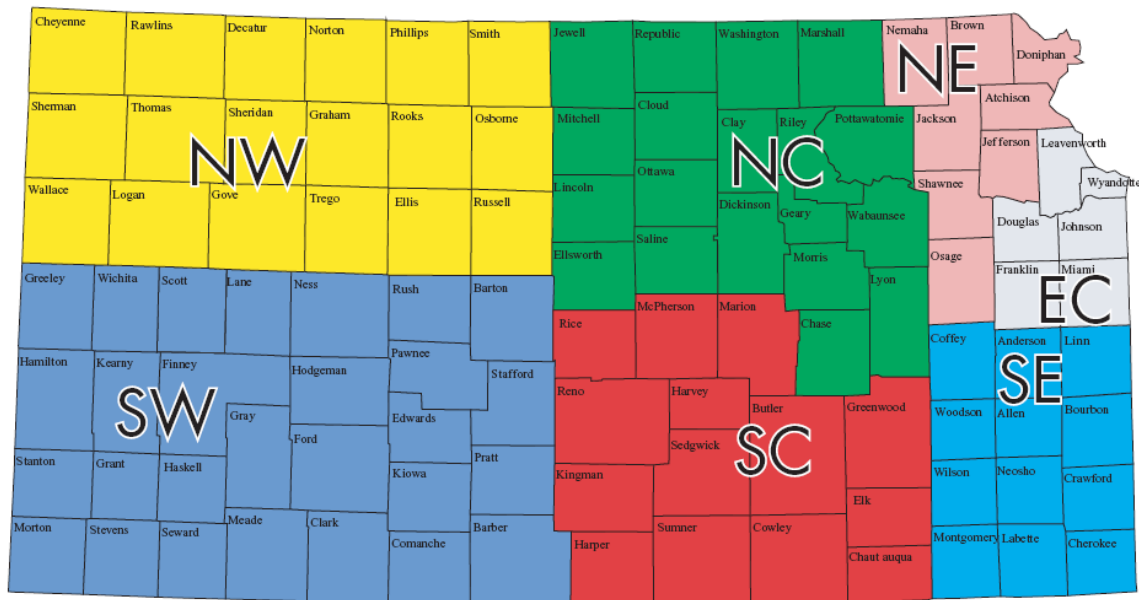 Cheyenne
Rawlins
Decatur
Norton
Phillips
Smith
Jewell
Republic
Washington
Marshall
Nemaha
Brown
Doniphan
NE
Sherman
Thomas
Sheridan
Graham
Rooks
Osborne
Mitchell
Cloud
Clay
Riley
Pottawatomie
Jackson
Atchison
Jefferson
Leavenworth
Wyandotte
NW
NC
Wallace
Logan
Gove
Trego
Ellis
Russell
Lincoln
Ottawa
Dickinson
Geary
Wabaunsee
Shawnee
Douglas
Johnson
Ellsworth
Saline
Morris
Lyon
Osage
Franklin
Miami
EC
Greeley
Wichita
Scott
Lane
Ness
Rush
Barton
Rice
McPherson
Marion
Chase
Coffey
Anderson
Linn
SE
Hamilton
Kearny
Finney
Hodgeman
Pawnee
Stafford
Reno
Harvey
Butler
Greenwood
Woodson
Allen
Bourbon
SW
Gray
Ford
Edwards
Sedgwick
SC
Stanton
Grant
Haskell
Kiowa
Pratt
Kingman
Elk
Wilson
Neosho
Crawford
Morton
Stevens
Seward
Meade
Clark
Comanche
Barber
Harper
Sumner
Cowley
Chaut auqua
Montgomery
Labette
Cherokee